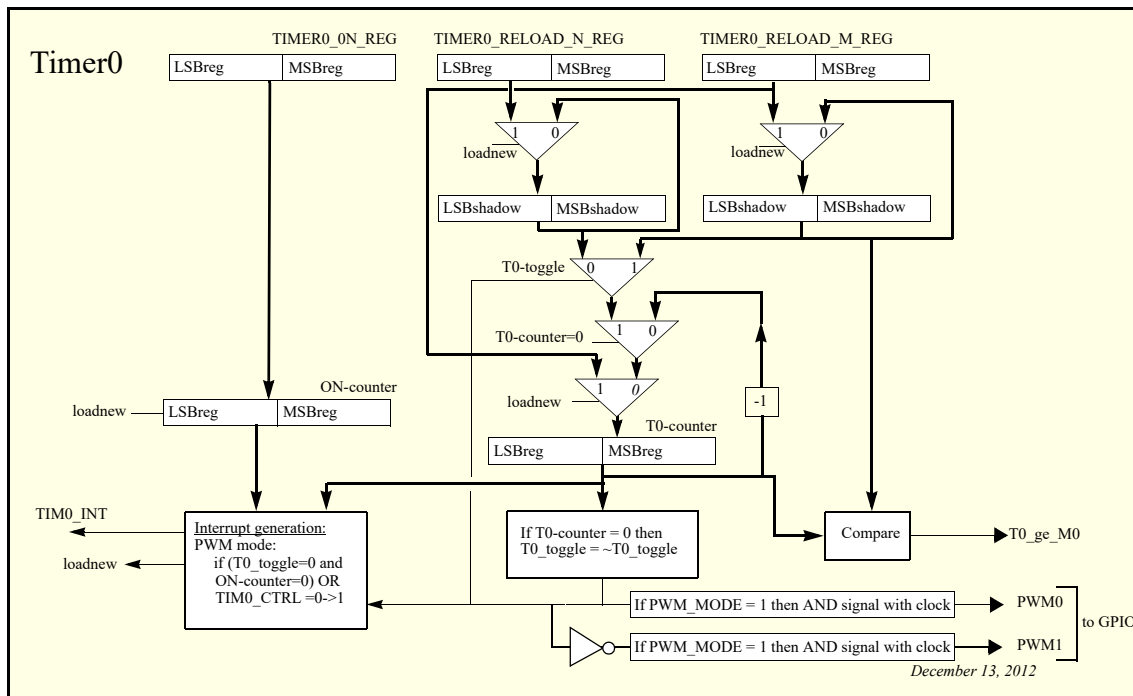 Timer0
TIMER0_0N_REG
TIMER0_RELOAD_N_REG
TIMER0_RELOAD_M_REG
LSBreg MSBreg
LSBreg MSBreg
LSBreg MSBreg
1 0
loadnew
1 0
loadnew
LSBshadow MSBshadow
LSBshadow MSBshadow
T0-toggle
0 1
T0-counter=0
1 0
loadnew
1 0
-1
ON-counter
loadnew
LSBreg MSBreg
T0-counter
LSBreg MSBreg
TIM0_INT
loadnew
Interrupt generation:
PWM mode:
if (T0_toggle=0 and
ON-counter=0) OR
TIM0_CTRL =0->1
If T0-counter = 0 then
T0_toggle = ~T0_toggle
Compare
T0_ge_M0
If PWM_MODE = 1 then AND signal with clock
PWM0
If PWM_MODE = 1 then AND signal with clock
PWM1
to GPIO
December 13, 2012